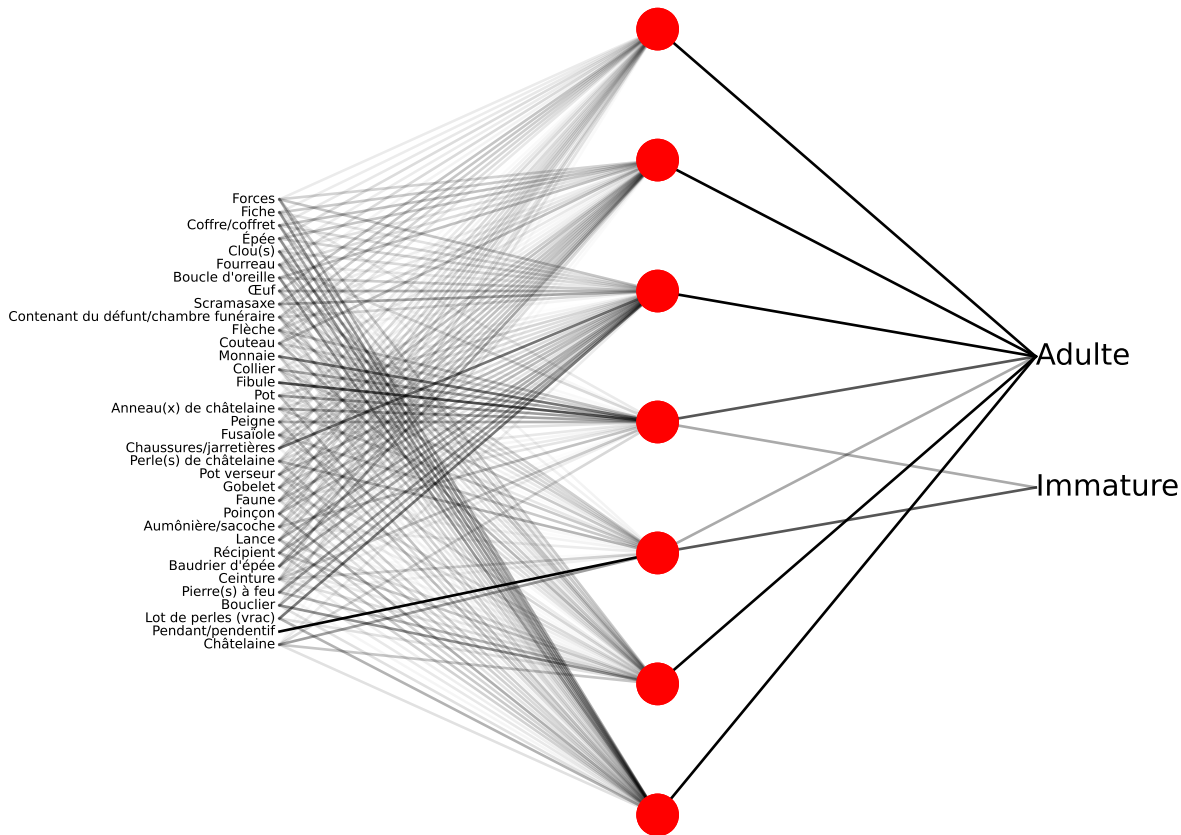 Forces
Fiche
Coffre/coffret
Épée
Clou(s)
Fourreau
Boucle d'oreille
Œuf
Scramasaxe
Contenant du défunt/chambre funéraire
Flèche
Couteau
Monnaie
Collier
Fibule
Pot
Anneau(x) de châtelaine
Peigne
Fusaïole
Chaussures/jarretières
Perle(s) de châtelaine
Pot verseur
Gobelet
Faune
Poinçon
Aumônière/sacoche
Lance
Récipient
Baudrier d'épée
Ceinture
Pierre(s) à feu
Bouclier
Lot de perles (vrac)
Pendant/pendentif
Châtelaine
Adulte
Immature